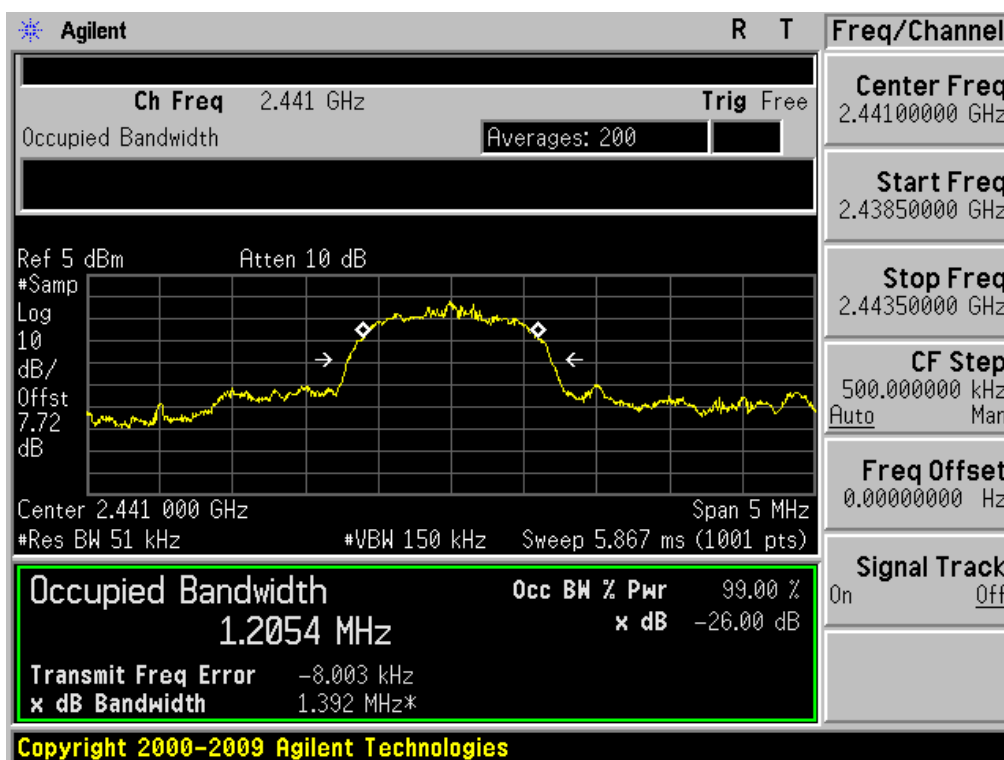 Agilent R T
Ch Freq 2.441 GHz Trig Free
Occupied Bandwidth Averages: 200
Ref 5 dBm Atten 10 dB
#Samp
Log
10
dB/
Offst
7.72
dB
Center 2.441 000 GHz Span 5 MHz
#Res BW 51 kHz #VBW 150 kHz Sweep 5.867 ms (1001 pts)
Occupied Bandwidth Occ BW % Pwr 99.00 %
1.2054 MHz x dB -26.00 dB
Transmit Freq Error -8.003 kHz
x dB Bandwidth 1.392 MHz*
Copyright 2000-2009 Agilent Technologies
Freq/Channel
Center Freq
2.44100000 GHz
Start Freq
2.43850000 GHz
Stop Freq
2.44350000 GHz
CF Step
500.000000 kHz
Auto Man
Freq Offset
0.00000000 Hz
Signal Track
On Off